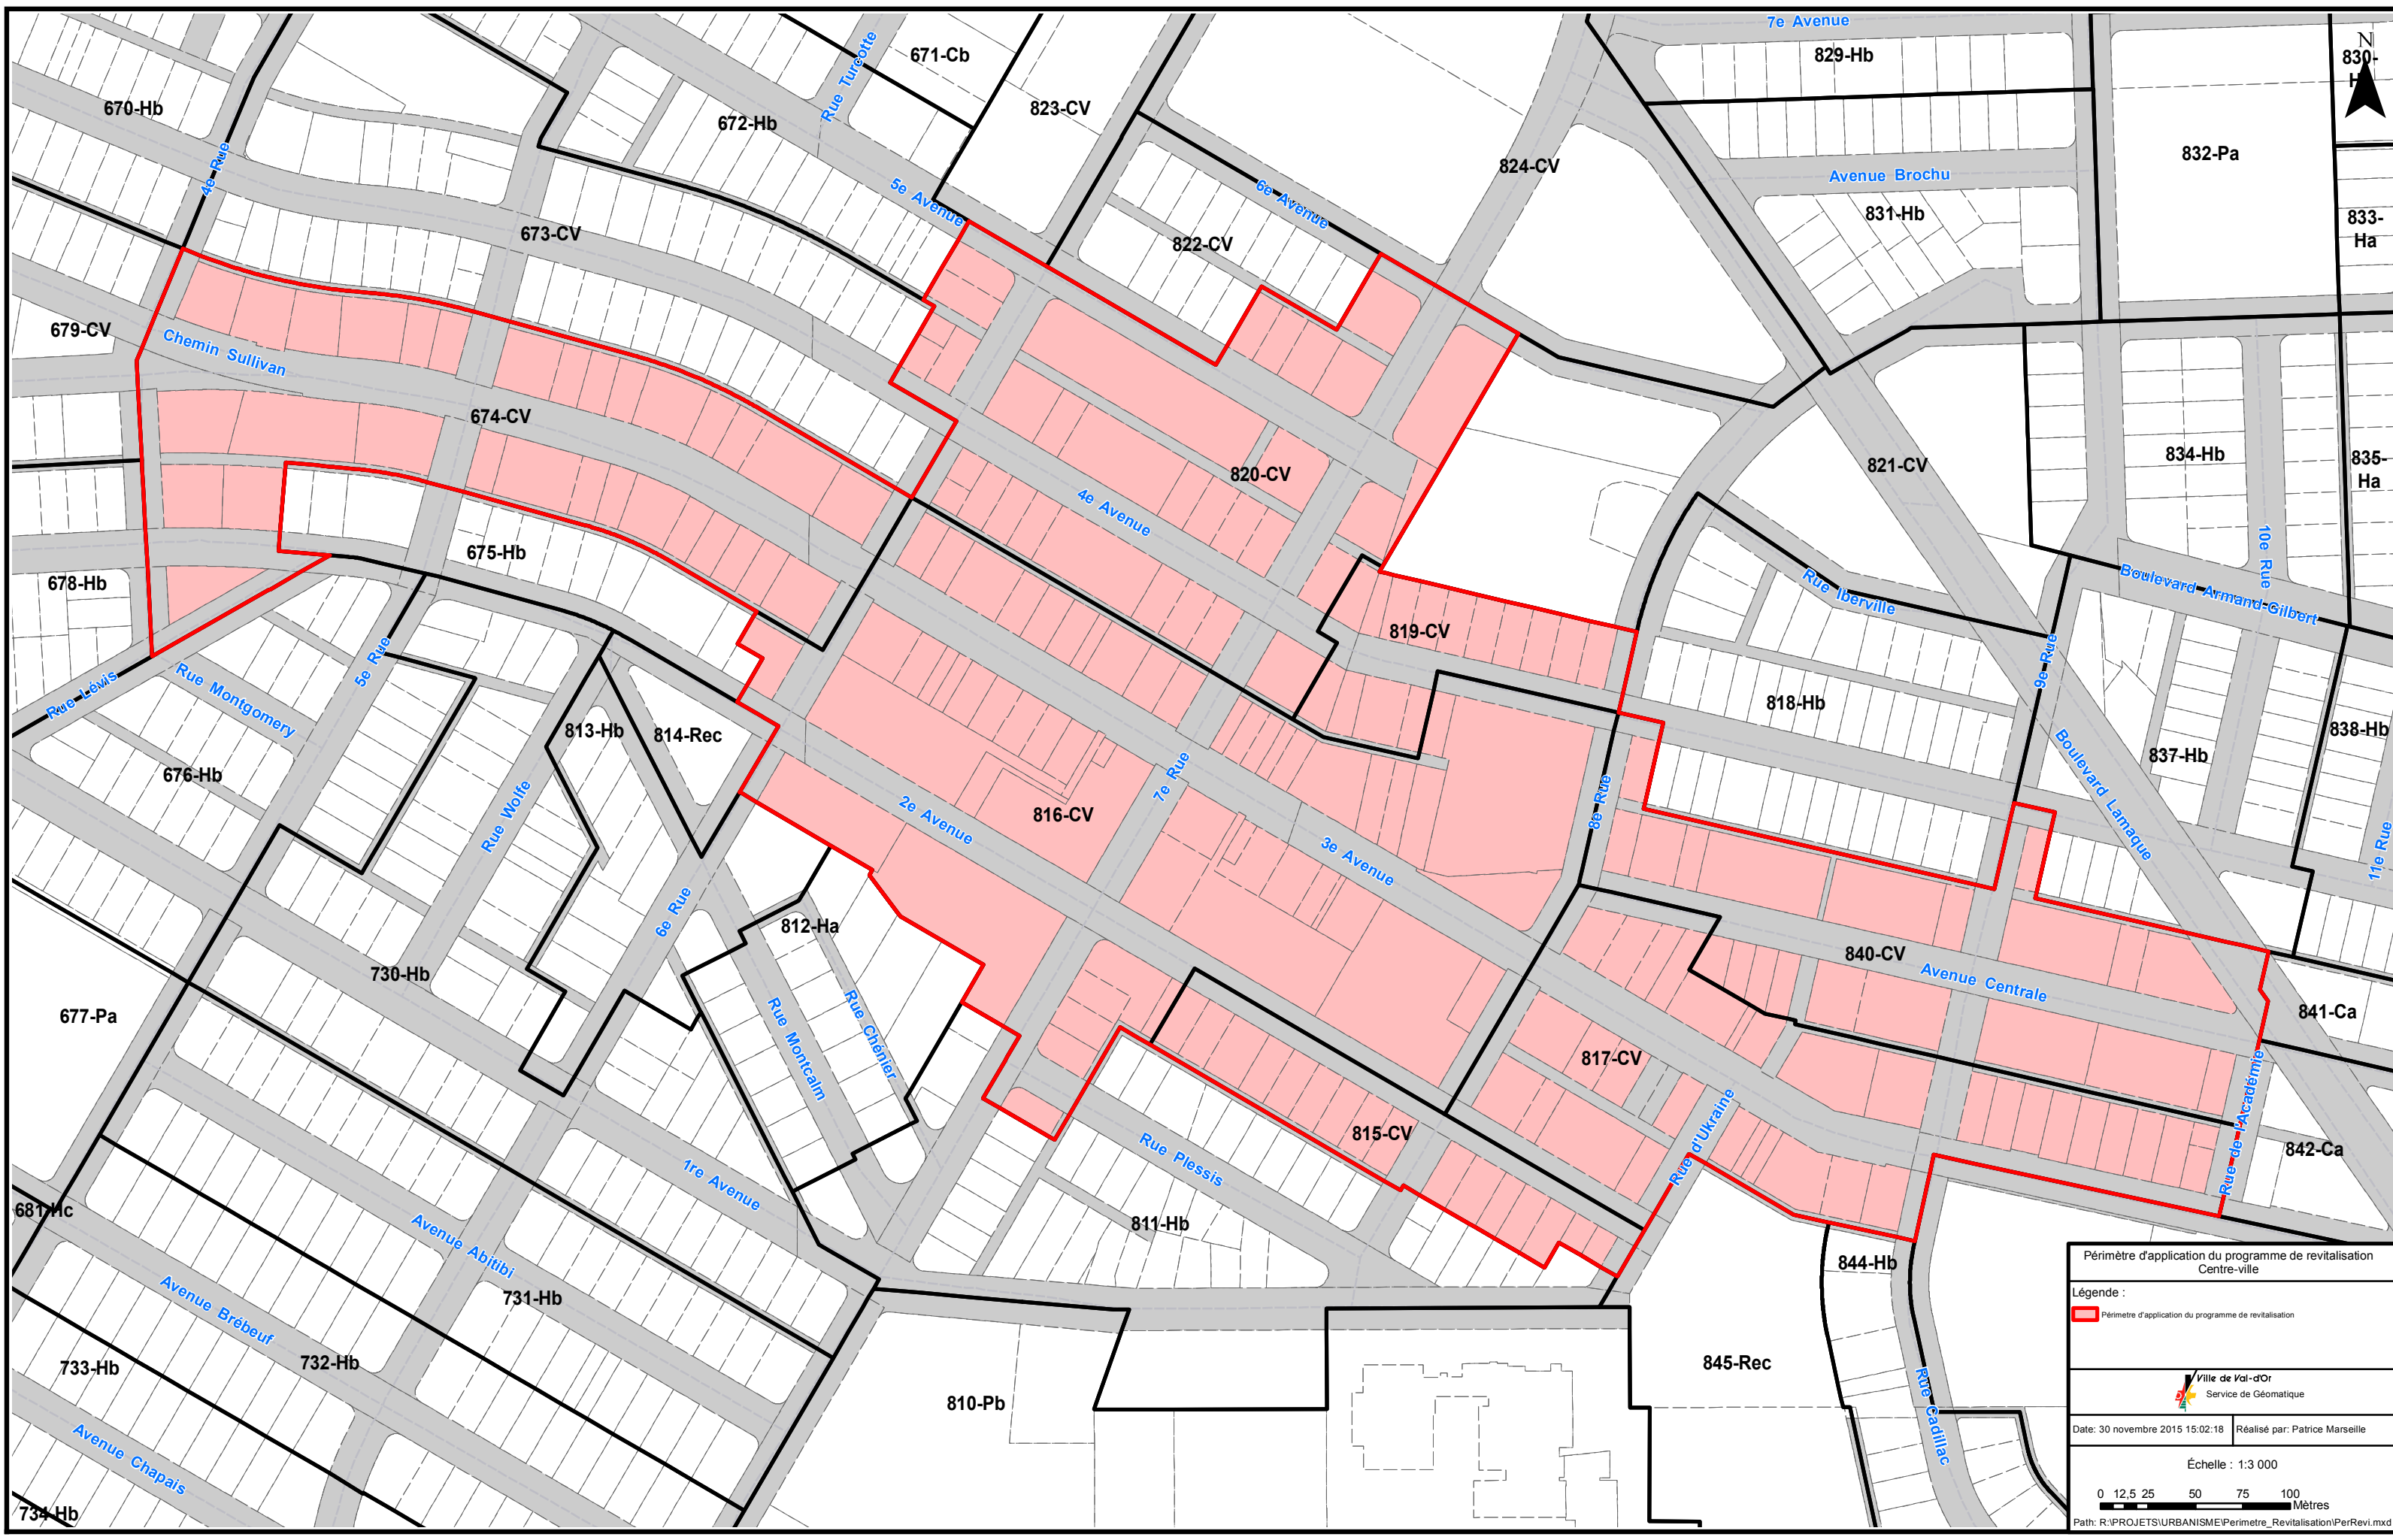 7e Avenue
829-Hb
N
830-
671-Cb
Rue Turcotte
670-Hb
823-CV
672-Hb
832-Pa
4e Rue
824-CV
Avenue Brochu
5e Avenue
6e Avenue
831-Hb
833-
Ha
673-CV
822-CV
679-CV
Chemin Sullivan
674-CV
820-CV
821-CV
834-Hb
835-
Ha
4e Avenue
10e Rue
675-Hb
678-Hb
Rue Iberville
Boulevard Armand-Gilbert
819-CV
5e Rue
9e Rue
Rue Lévis
Rue Montgomery
813-Hb
814-Rec
818-Hb
838-Hb
837-Hb
676-Hb
Rue Wolfe
7e Rue
8e Rue
Boulevard Lamaque
2e Avenue
816-CV
3e Avenue
11e Rue
6e Rue
812-Ha
840-CV
Avenue Centrale
730-Hb
677-Pa
Rue Montcalm
Rue Chénier
841-Ca
817-CV
Rue de l'Académie
815-CV
Rue d'Ukraine
842-Ca
Rue Plessis
1re Avenue
681-Hc
Avenue Abitibi
811-Hb
844-Hb
Avenue Brébeuf
731-Hb
733-Hb
732-Hb
845-Rec
810-Pb
Rue Cadillac
Avenue Chapais
734-Hb
Périmètre d'application du programme de revitalisation
Centre-ville
Légende :
Périmetre d'application du programme de revitalisation
Ville de Val-d'Or
Service de Géomatique
Date: 30 novembre 2015 15:02:18
Réalisé par: Patrice Marseille
Échelle : 1:3 000
0 12,5 25 50 75 100
Mètres
Path: R:\PROJETS\URBANISME\Perimetre_Revitalisation\PerRevi.mxd